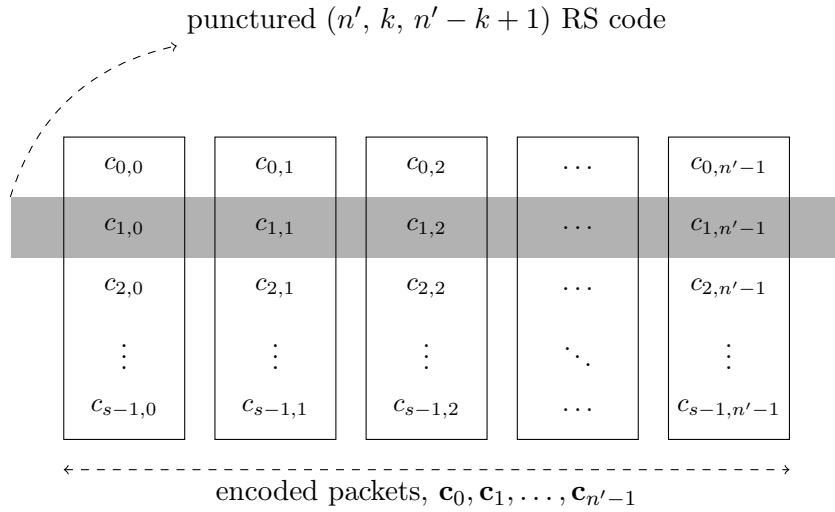 punctured (n′, k, n′ − k + 1) RS code
c₀,₀ c₀,₁ c₀,₂ … c₀,ₙ′₋₁
c₁,₀ c₁,₁ c₁,₂ … c₁,ₙ′₋₁
c₂,₀ c₂,₁ c₂,₂ … c₂,ₙ′₋₁
⋮ ⋮ ⋮ ⋱ ⋮
cₛ₋₁,₀ cₛ₋₁,₁ cₛ₋₁,₂ … cₛ₋₁,ₙ′₋₁
encoded packets, c₀, c₁, . . . , cₙ′₋₁